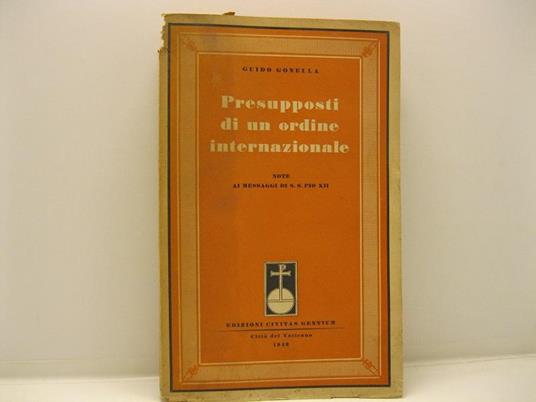 GUIDO GONELLA
Presupposti
di un ordine
internazionale
NOTE
AI MESSAGGI DI S. S. PIO XII
EDIZIONI CIVITAS GENTIUM
Città del Vaticano
1942